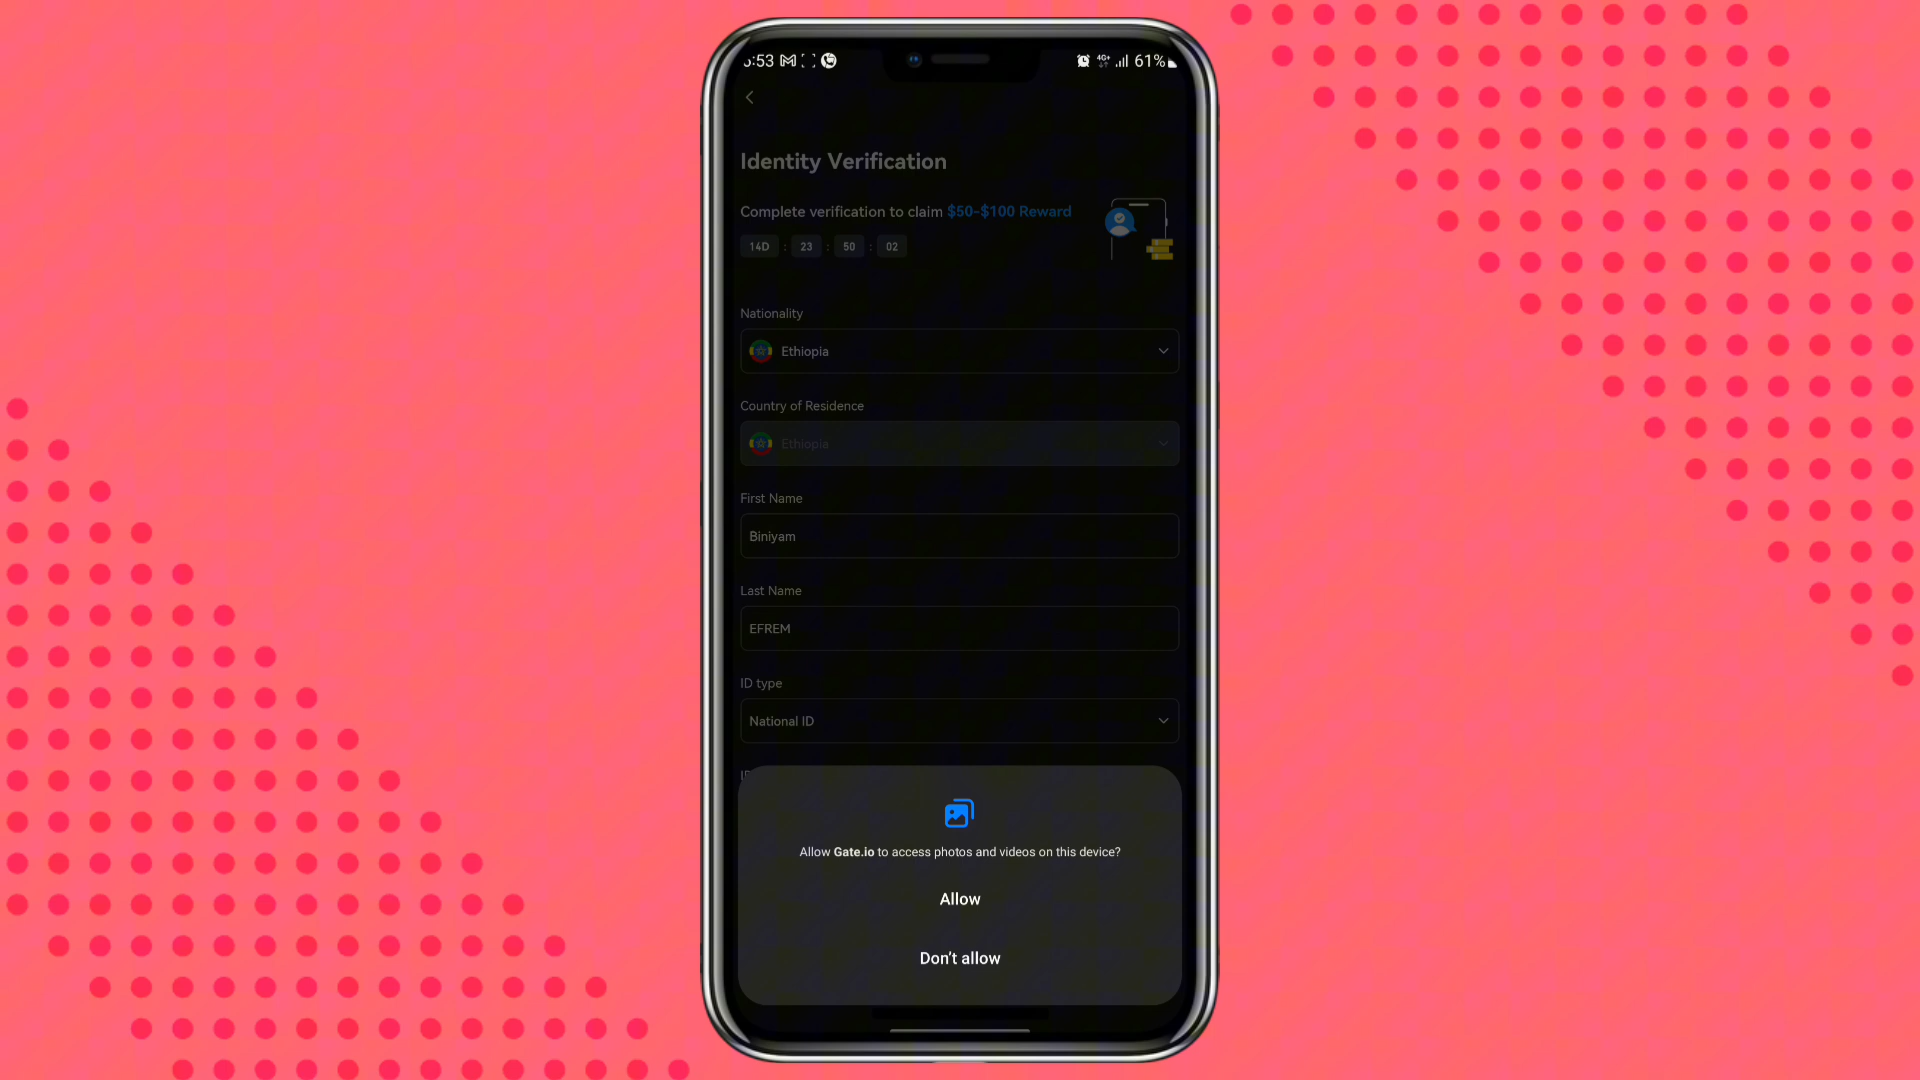 :53 61%
Identity Verification
Complete verification to claim $50-$100 Reward
14D : 23 : 50 : 02
Nationality
Ethiopia
Country of Residence
Ethiopia
First Name
Biniyam
Last Name
EFREM
ID type
National ID
Allow Gate.io to access photos and videos on this device?
Allow
Don't allow